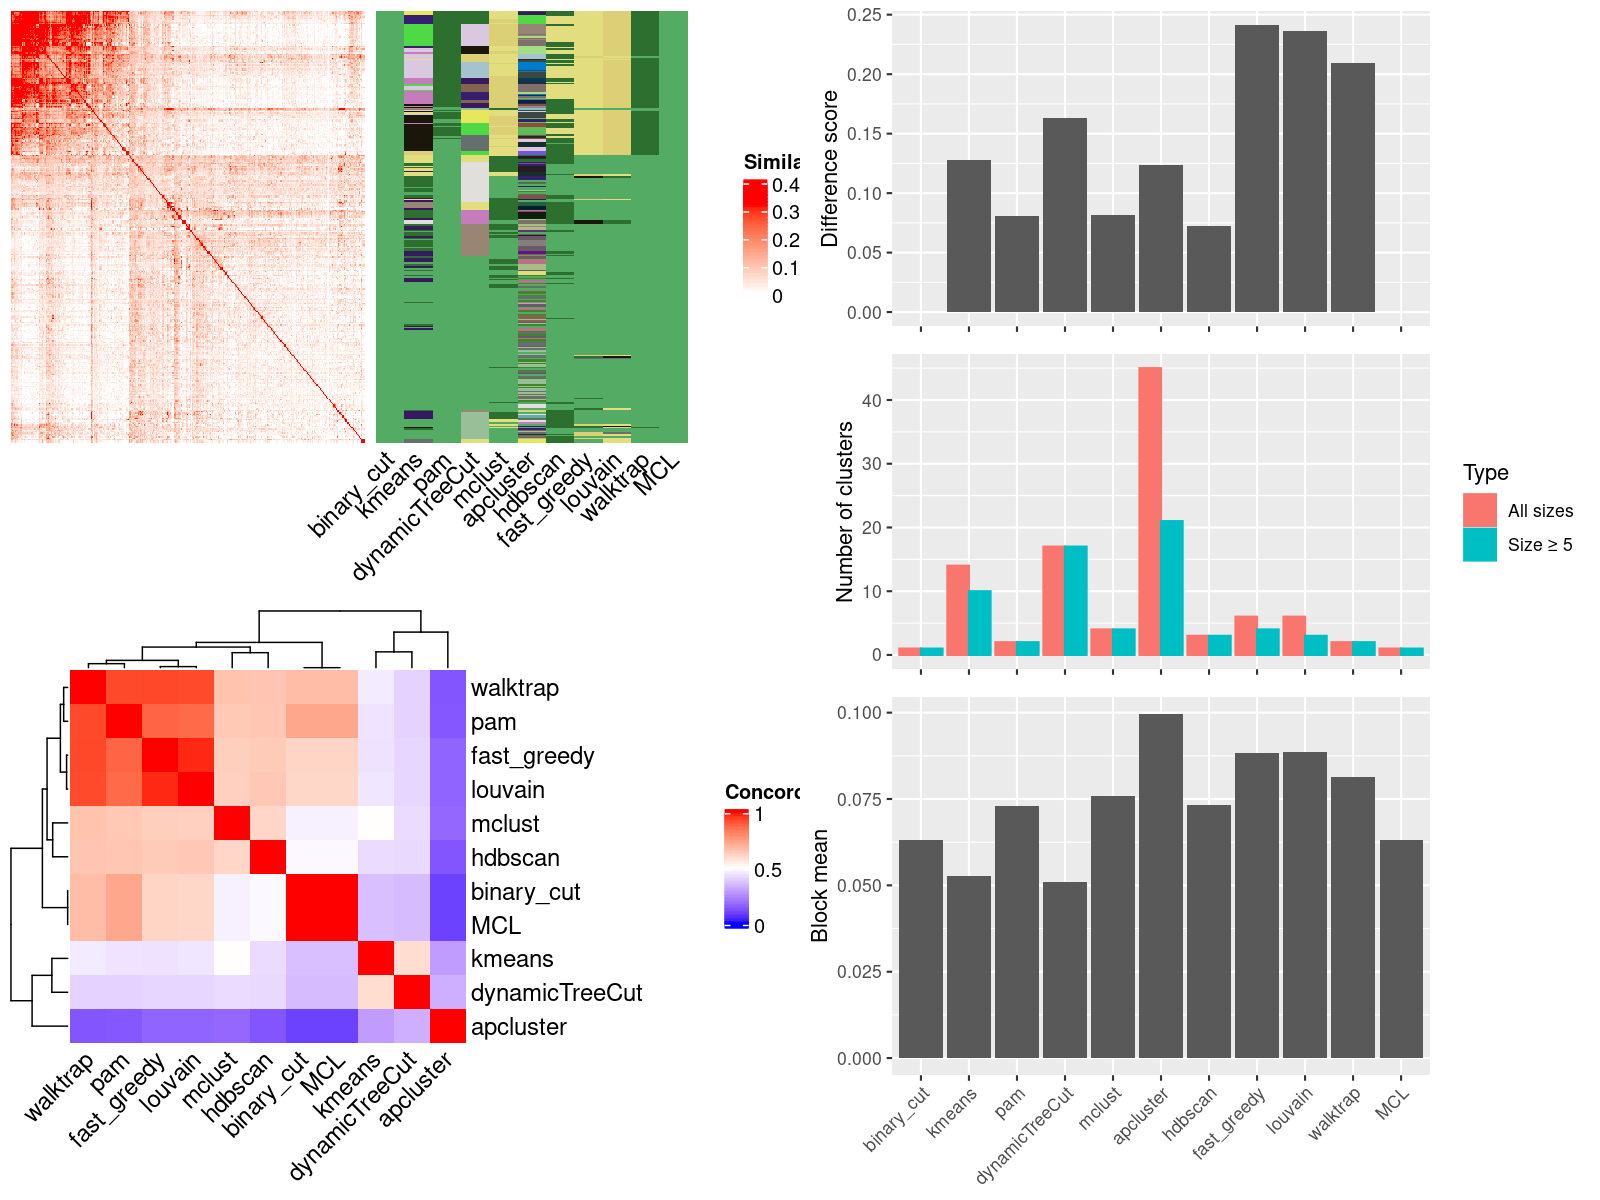 Simila
0.4
0.3
0.2
0.1
0
binary_cut
kmeans
pam
dynamicTreeCut
mclust
apcluster
hdbscan
fast_greedy
louvain
walktrap
MCL
walktrap
pam
fast_greedy
louvain
mclust
hdbscan
binary_cut
MCL
kmeans
dynamicTreeCut
apcluster
walktrap
pam
fast_greedy
louvain
mclust
hdbscan
binary_cut
MCL
kmeans
dynamicTreeCut
apcluster
Concord
1
0.5
0
Difference score
0.25
0.20
0.15
0.10
0.05
0.00
Number of clusters
40
30
20
10
0
Type
All sizes
Size ≥ 5
Block mean
0.100
0.075
0.050
0.025
0.000
binary_cut
kmeans
pam
dynamicTreeCut
mclust
apcluster
hdbscan
fast_greedy
louvain
walktrap
MCL